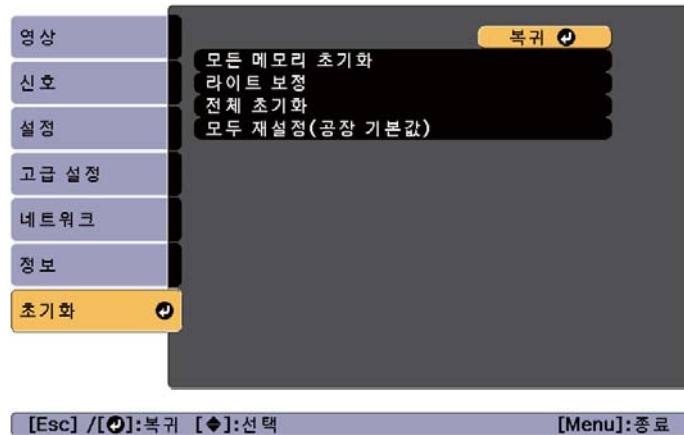 영상
신호
설정
고급 설정
네트워크
정보
초기화
복귀
모든 메모리 초기화
라이트 보정
전체 초기화
모두 재설정(공장 기본값)
[Esc] /[⏎]:복귀 [◆]:선택 [Menu]:종료